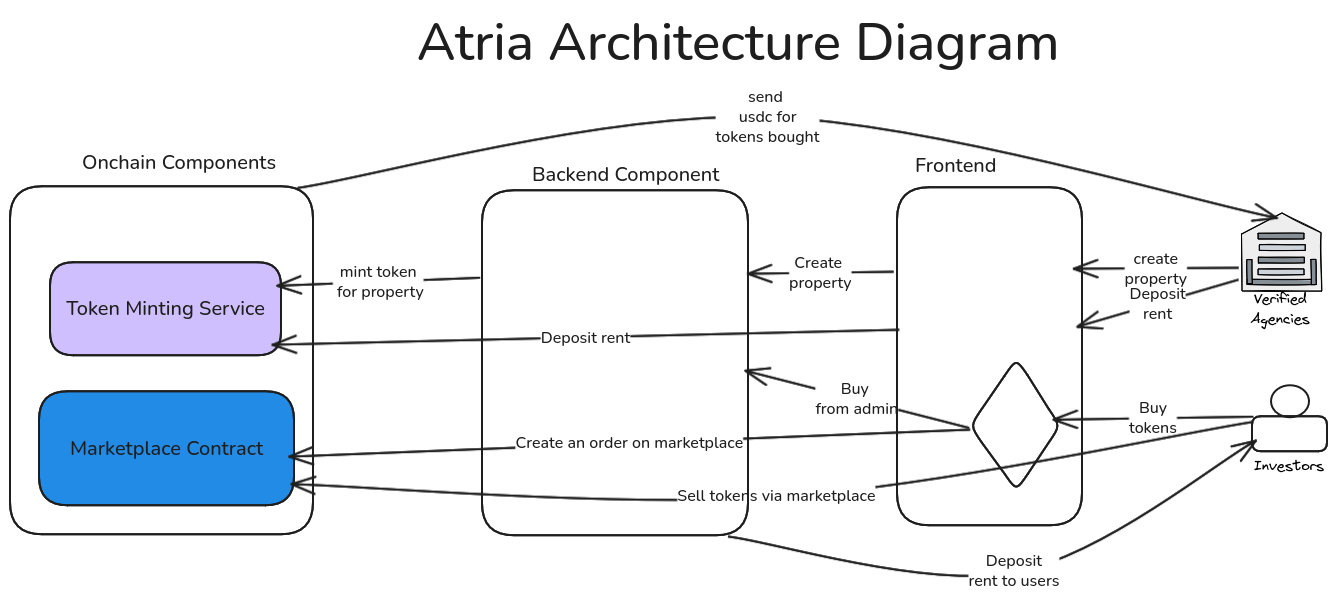 Atria Architecture Diagram
send
usdc for
tokens bought
Onchain Components
Backend Component
Frontend
mint token
for property
Token Minting Service
Create
property
create
property
Deposit
rent
Verified
Agencies
Deposit rent
Buy
from admin
Buy
tokens
Marketplace Contract
Create an order on marketplace
Investors
Sell tokens via marketplace
Deposit
rent to users